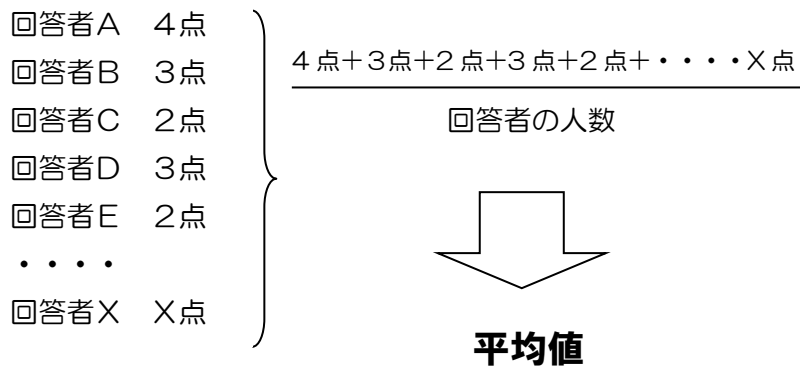 回答者A　4点
回答者B　3点
回答者C　2点
回答者D　3点
回答者E　2点
・・・・
回答者X　X点
4点＋3点+2点+3点+2点＋・・・・X点
回答者の人数
平均値